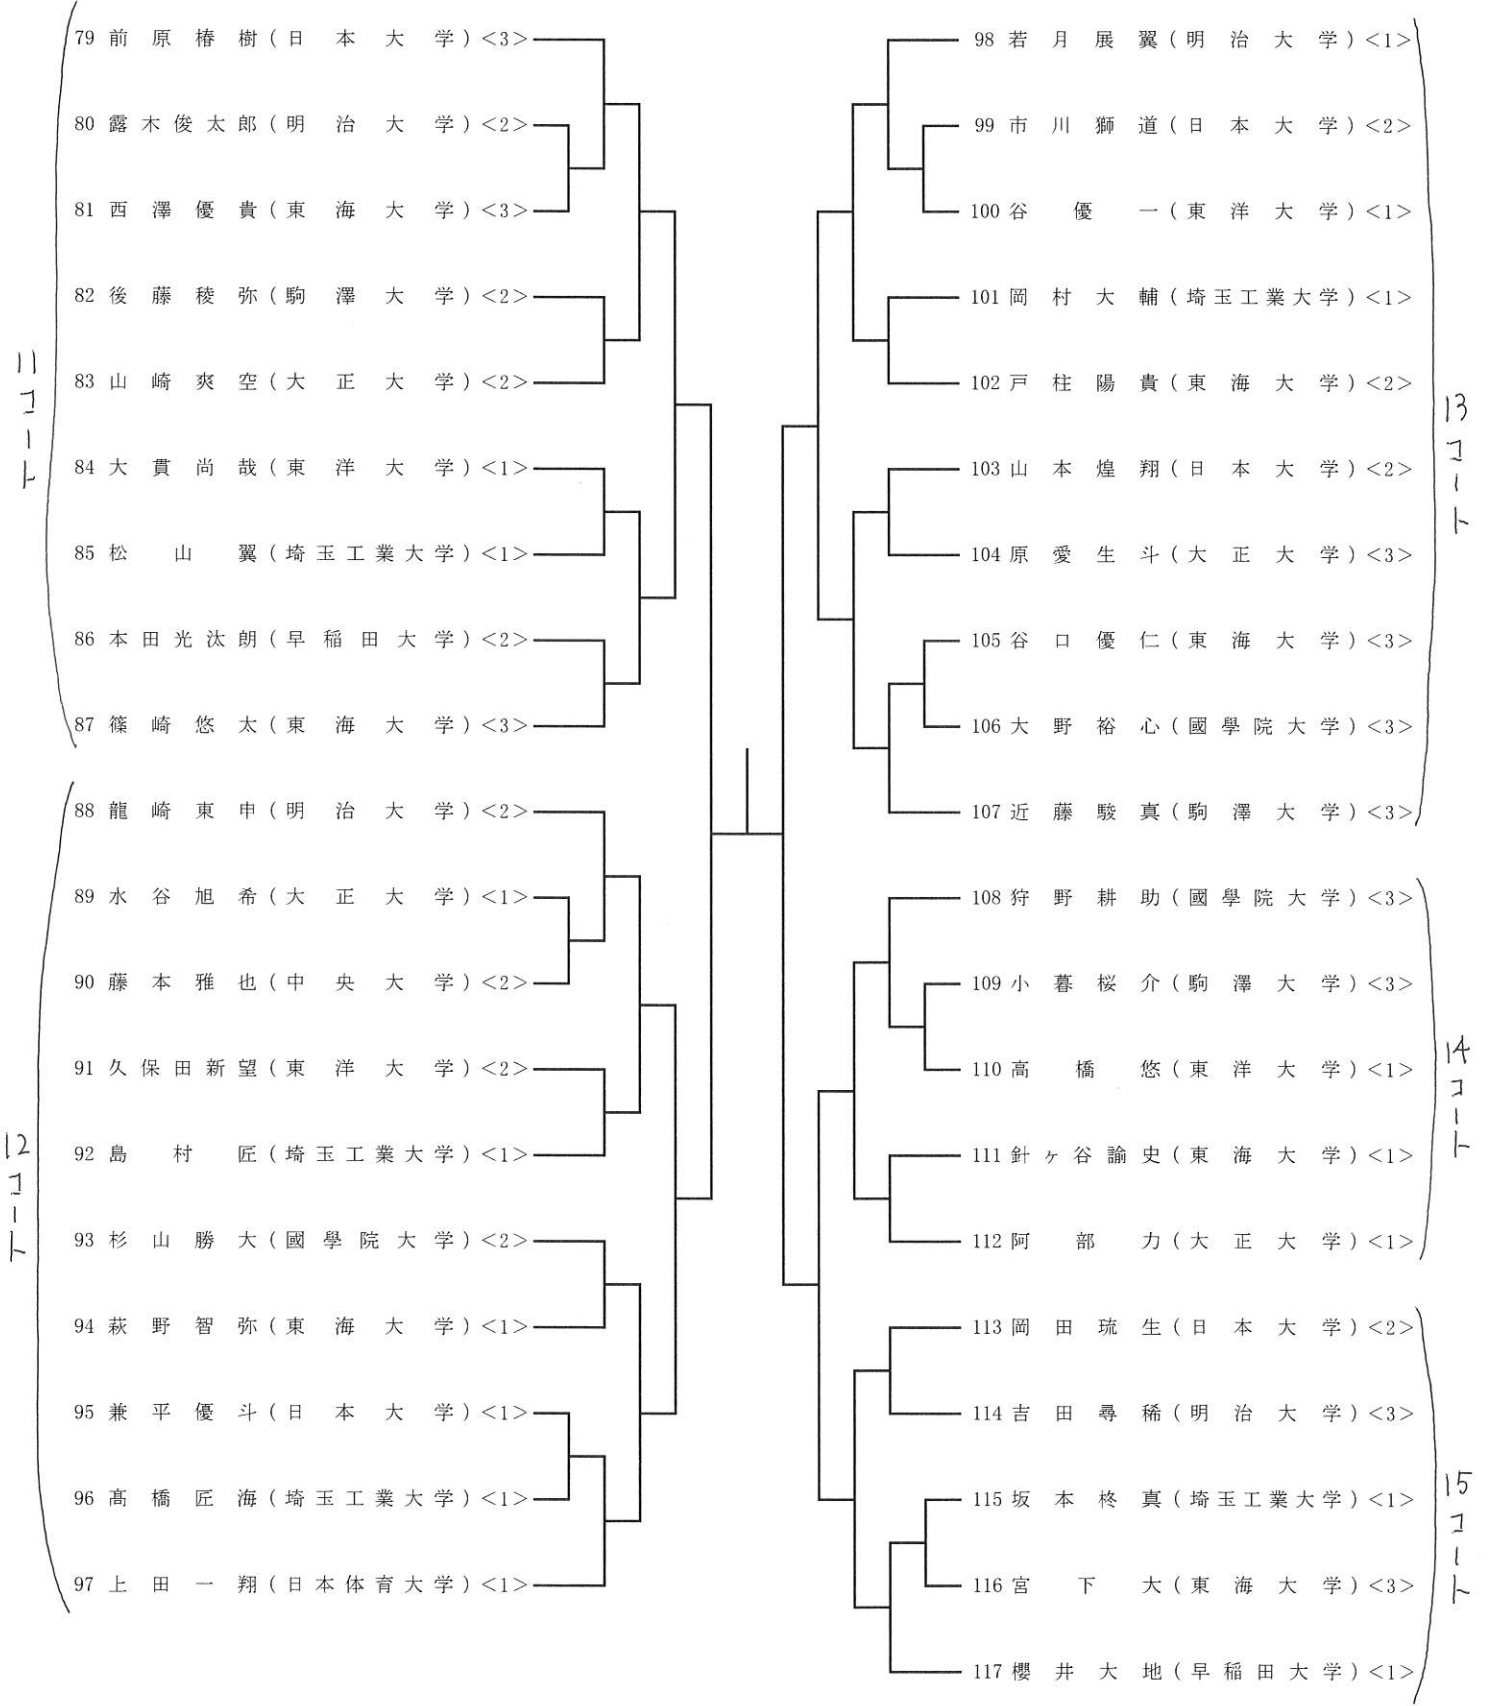 79 前原椿樹(日本大学)<3>
80 露木俊太郎(明治大学)<2>
81 西澤優貴(東海大学)<3>
82 後藤稜弥(駒澤大学)<2>
83 山崎爽空(大正大学)<2>
84 大貫尚哉(東洋大学)<1>
85 松山翼(埼玉工業大学)<1>
86 本田光汰朗(早稲田大学)<2>
87 篠崎悠太(東海大学)<3>
11コート
88 龍崎東申(明治大学)<2>
89 水谷旭希(大正大学)<1>
90 藤本雅也(中央大学)<2>
91 久保田新望(東洋大学)<2>
92 島村匠(埼玉工業大学)<1>
93 杉山勝大(國學院大学)<2>
94 萩野智弥(東海大学)<1>
95 兼平優斗(日本大学)<1>
96 髙橋匠海(埼玉工業大学)<1>
97 上田一翔(日本体育大学)<1>
12コート
98 若月展翼(明治大学)<1>
99 市川獅道(日本大学)<2>
100 谷優一(東洋大学)<1>
101 岡村大輔(埼玉工業大学)<1>
102 戸柱陽貴(東海大学)<2>
103 山本煌翔(日本大学)<2>
104 原愛生斗(大正大学)<3>
105 谷口優仁(東海大学)<3>
106 大野裕心(國學院大学)<3>
107 近藤駿真(駒澤大学)<3>
13コート
108 狩野耕助(國學院大学)<3>
109 小暮桜介(駒澤大学)<3>
110 高橋悠(東洋大学)<1>
111 針ヶ谷諭史(東海大学)<1>
112 阿部力(大正大学)<1>
14コート
113 岡田琉生(日本大学)<2>
114 吉田尋稀(明治大学)<3>
115 坂本柊真(埼玉工業大学)<1>
116 宮下大(東海大学)<3>
117 櫻井大地(早稲田大学)<1>
15コート